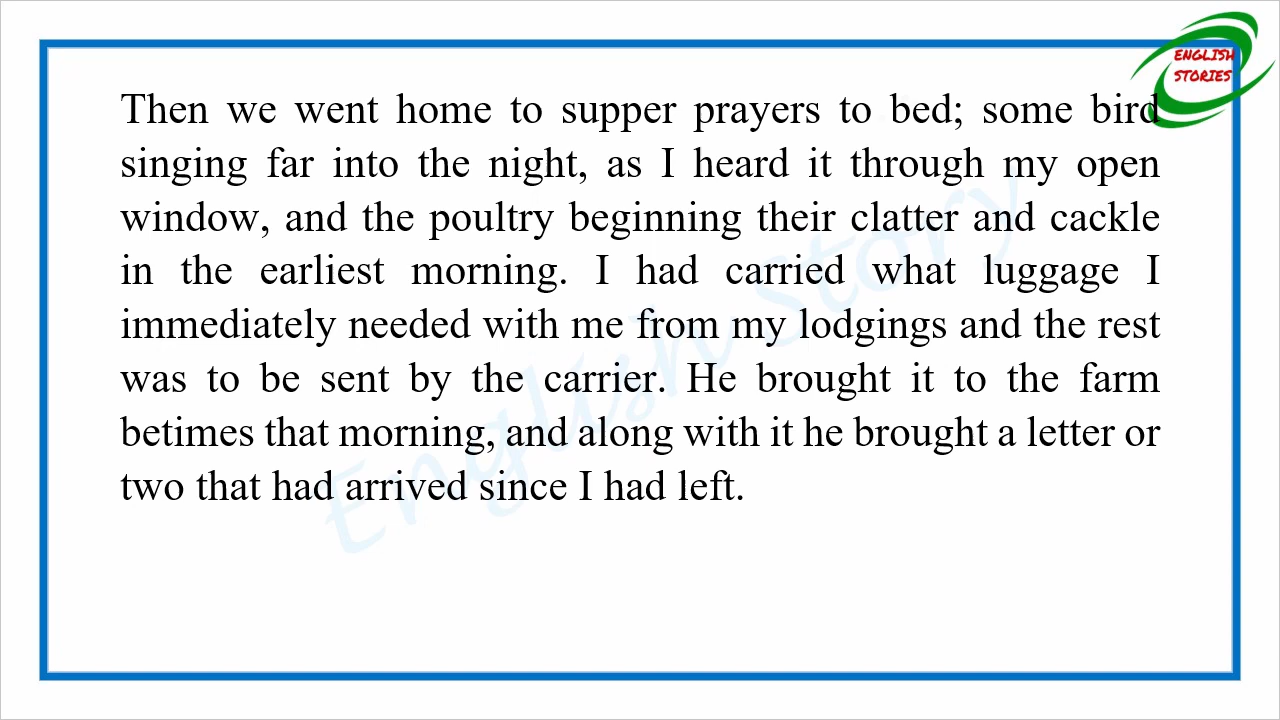 ENGLISH
STORIES
Then we went home to supper prayers to bed; some bird
singing far into the night, as I heard it through my open
window, and the poultry beginning their clatter and cackle
in the earliest morning. I had carried what luggage I
immediately needed with me from my lodgings and the rest
was to be sent by the carrier. He brought it to the farm
betimes that morning, and along with it he brought a letter or
two that had arrived since I had left.
English Story